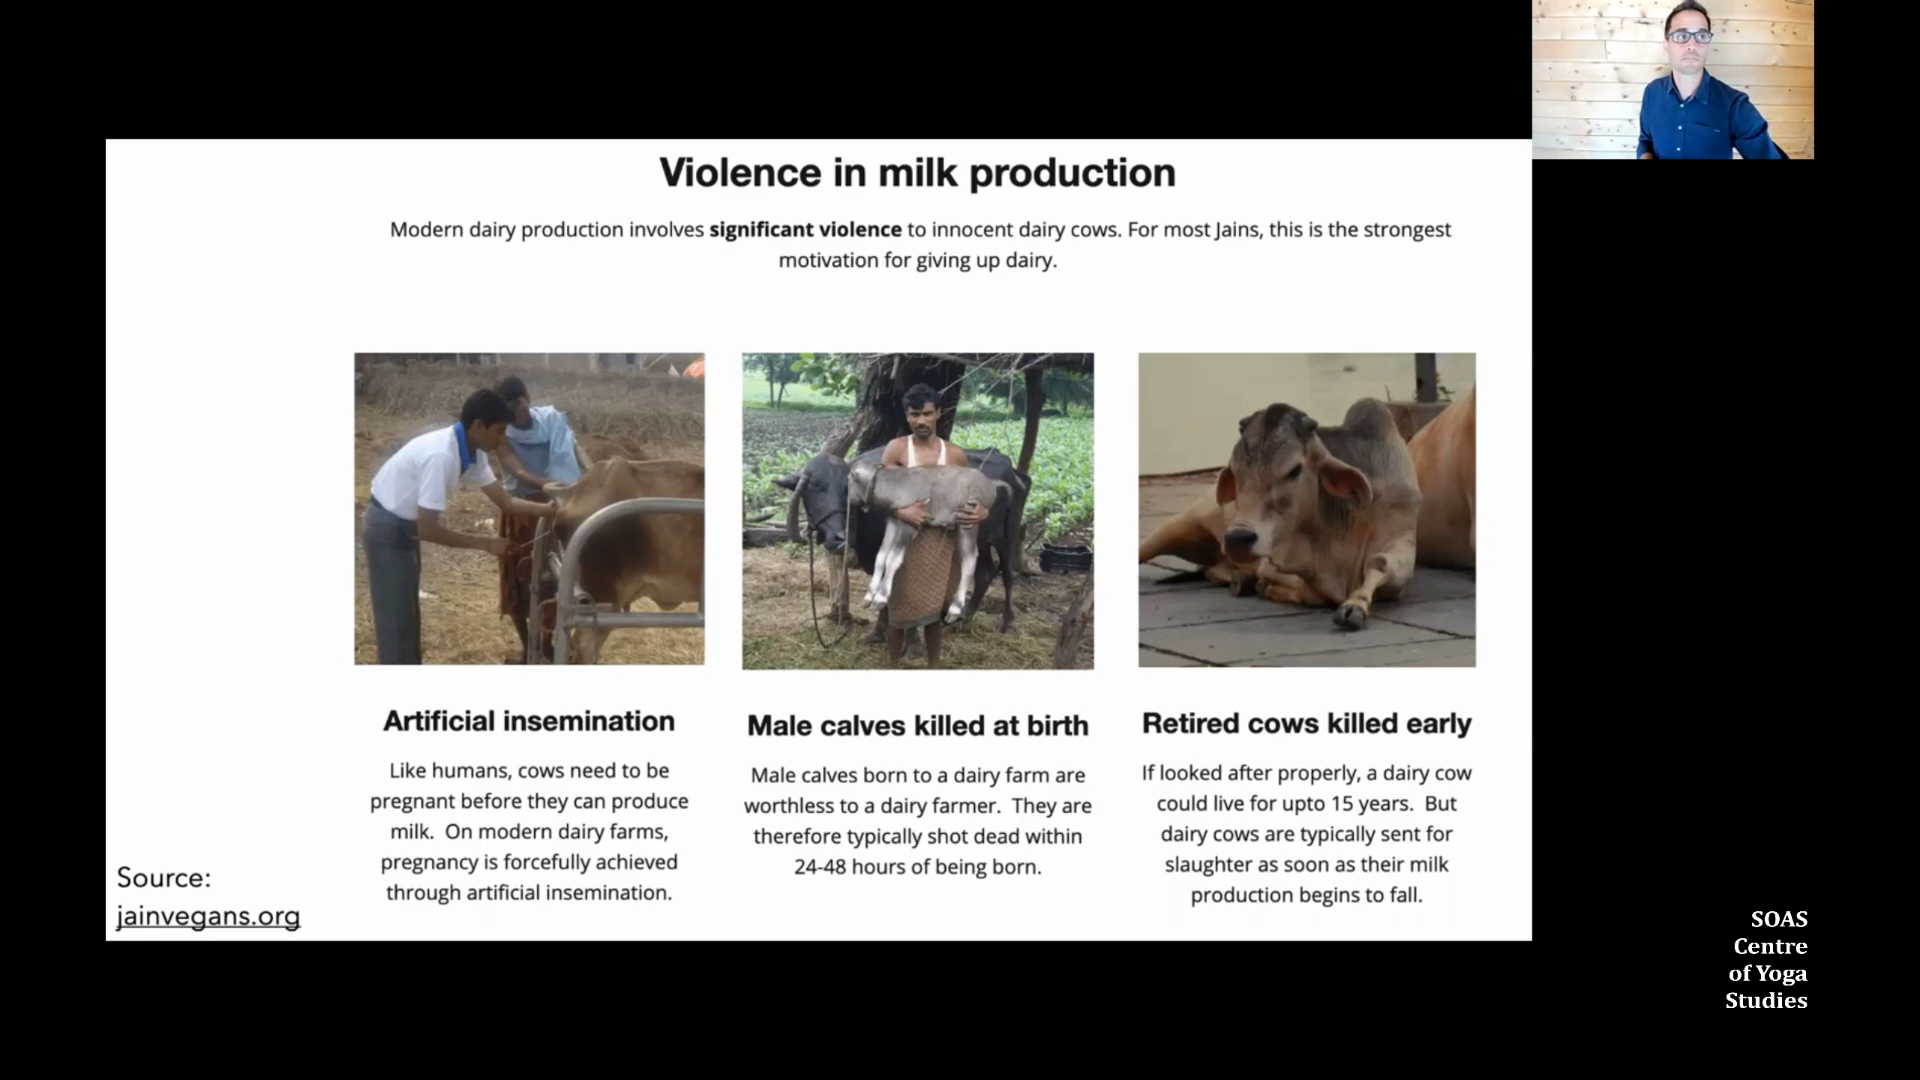 Violence in milk production
Modern dairy production involves significant violence to innocent dairy cows. For most Jains, this is the strongest
motivation for giving up dairy.
Artificial insemination
Like humans, cows need to be
pregnant before they can produce
milk. On modern dairy farms,
pregnancy is forcefully achieved
through artificial insemination.
Male calves killed at birth
Male calves born to a dairy farm are
worthless to a dairy farmer. They are
therefore typically shot dead within
24-48 hours of being born.
Retired cows killed early
If looked after properly, a dairy cow
could live for upto 15 years. But
dairy cows are typically sent for
slaughter as soon as their milk
production begins to fall.
Source:
jainvegans.org
SOAS
Centre
of Yoga
Studies